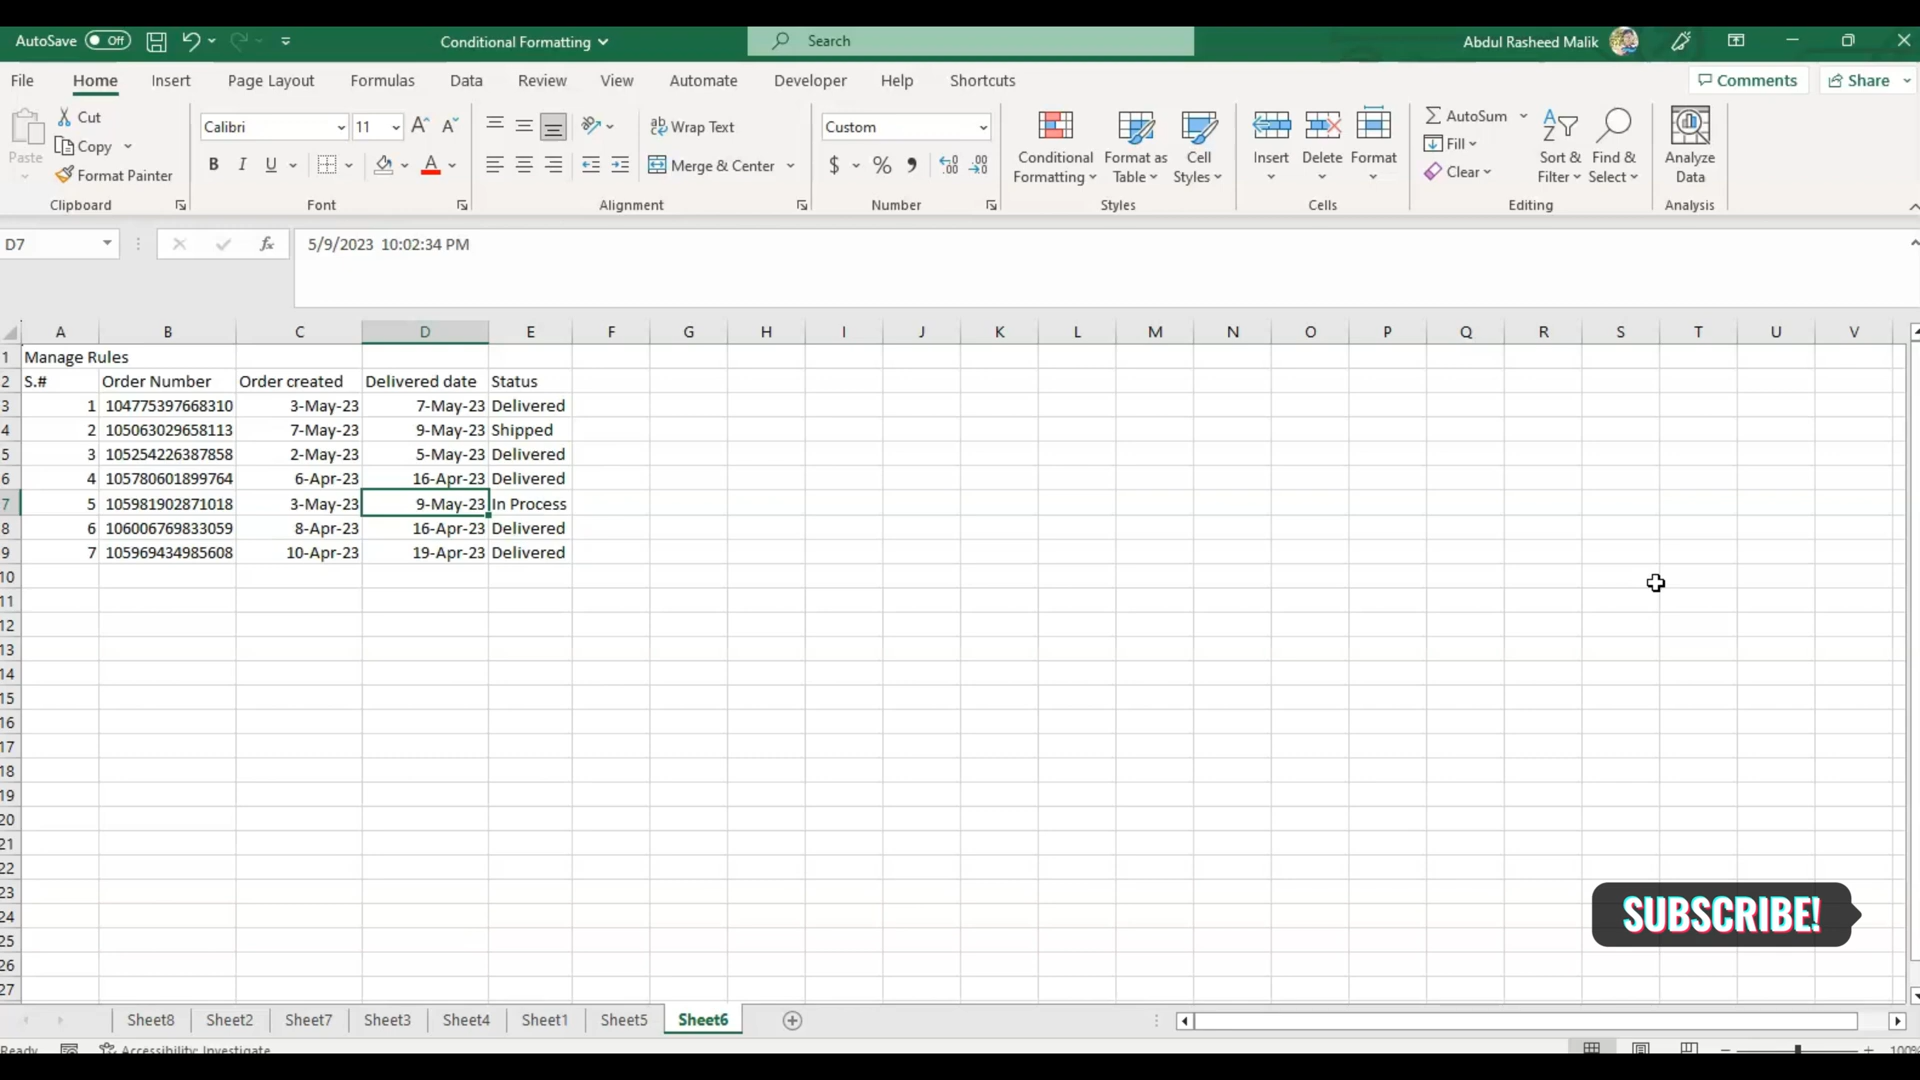 AutoSave Off Conditional Formatting Search Abdul Rasheed Malik
File Home Insert Page Layout Formulas Data Review View Automate Developer Help Shortcuts Comments Share
Paste
Cut
Copy
Format Painter
Clipboard
Calibri 11 A A
B I U A
Font
ab Wrap Text
Merge & Center
Alignment
Custom
$ % , .00
Number
Conditional Formatting
Format as Table
Cell Styles
Styles
Insert
Delete
Format
Cells
AutoSum
Fill
Clear
Sort & Filter
Find & Select
Editing
Analyze Data
Analysis
D7 fx 5/9/2023 10:02:34 PM
A B C D E F G H I J K L M N O P Q R S T U V
1 Manage Rules
2 S.# Order Number Order created Delivered date Status
3 1 104775397668310 3-May-23 7-May-23 Delivered
4 2 105063029658113 7-May-23 9-May-23 Shipped
5 3 105254226387858 2-May-23 5-May-23 Delivered
6 4 105780601899764 6-Apr-23 16-Apr-23 Delivered
7 5 105981902871018 3-May-23 9-May-23 In Process
8 6 106006769833059 8-Apr-23 16-Apr-23 Delivered
9 7 105969434985608 10-Apr-23 19-Apr-23 Delivered
10
11
12
13
14
15
16
17
18
19
20
21
22
23
24
25
26
27
SUBSCRIBE!
Sheet8 Sheet2 Sheet7 Sheet3 Sheet4 Sheet1 Sheet5 Sheet6
Ready Accessibility: Investigate 100%